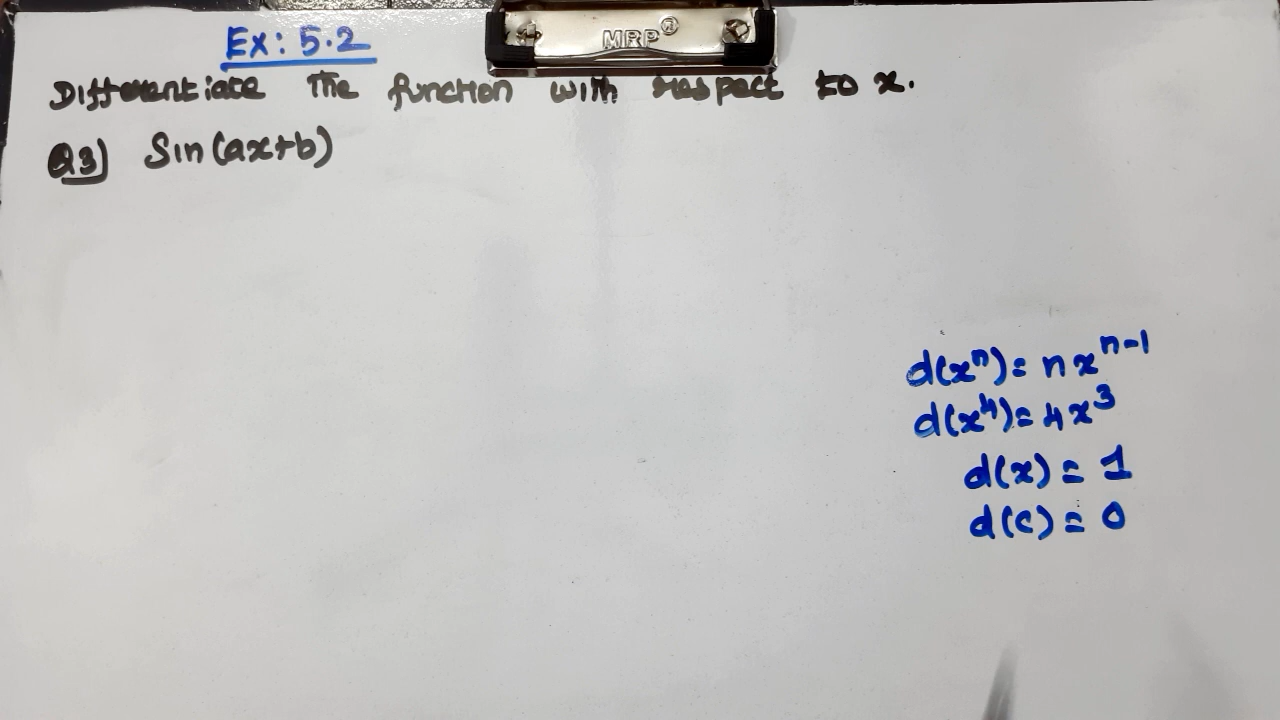 MRP®
Ex: 5.2
Differentiate The function with respect to x.
Q3) Sin(ax+b)
d(xⁿ) = n xⁿ⁻¹
d(x⁴) = 4x³
d(x) = 1
d(c) = 0